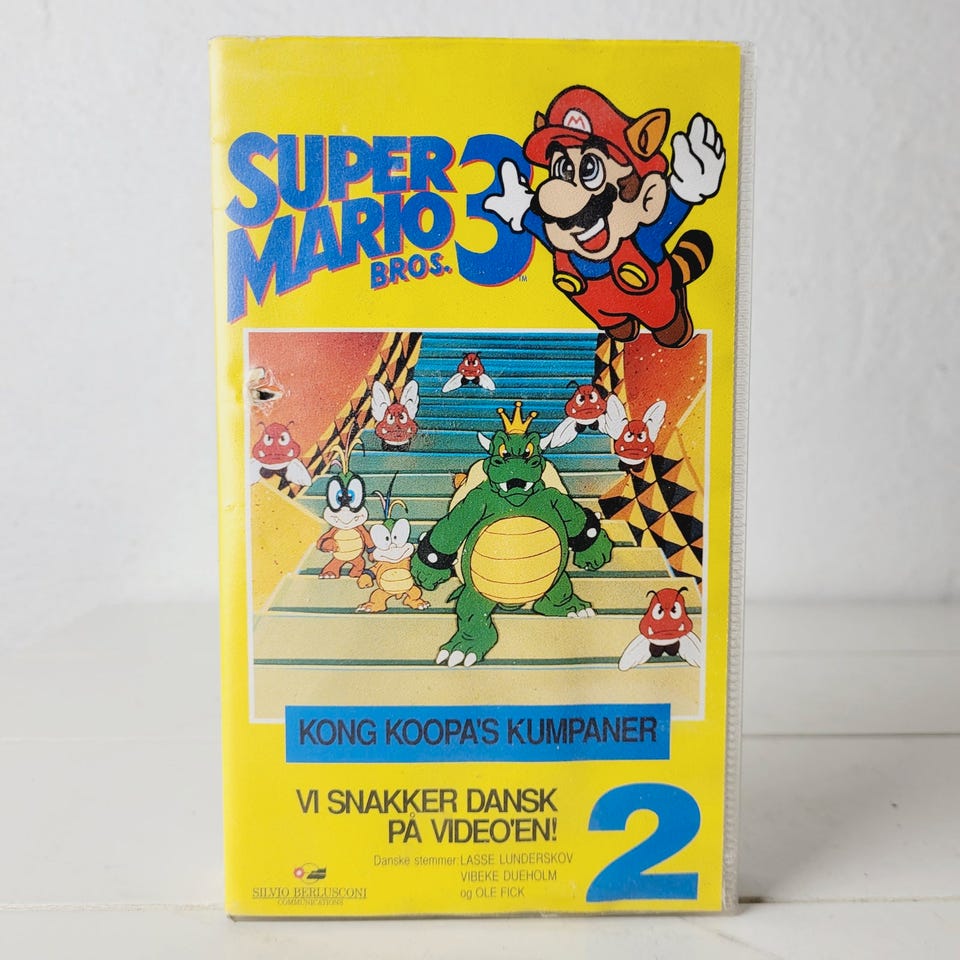 SUPER
MARIO 3
BROS. TM
M
KONG KOOPA'S KUMPANER
VI SNAKKER DANSK
PÅ VIDEO'EN!
2
Danske stemmer: LASSE LUNDERSKOV
VIBEKE DUEHOLM
og OLE FICK
SILVIO BERLUSCONI
COMMUNICATIONS